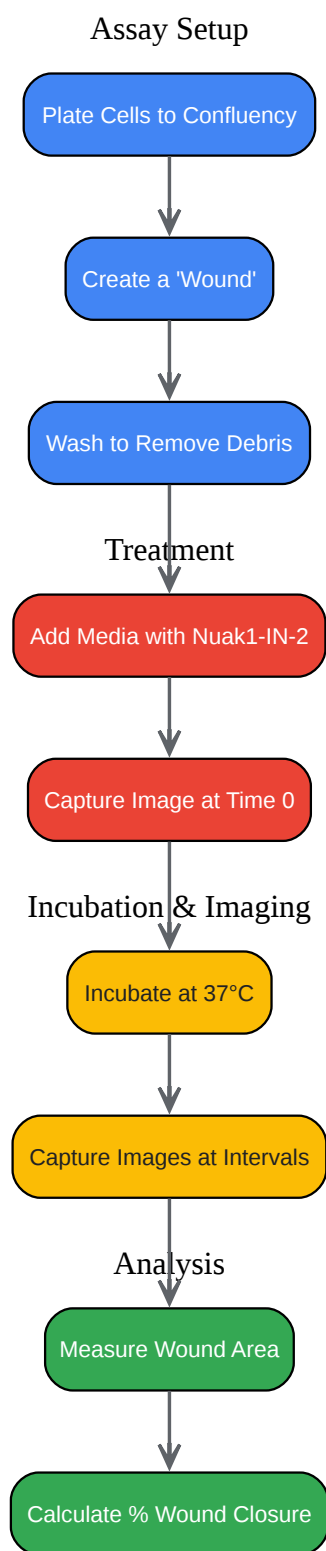 Assay Setup
Plate Cells to Confluency
Create a 'Wound'
Wash to Remove Debris
Treatment
Add Media with Nuak1-IN-2
Capture Image at Time 0
Incubation & Imaging
Incubate at 37°C
Capture Images at Intervals
Analysis
Measure Wound Area
Calculate % Wound Closure